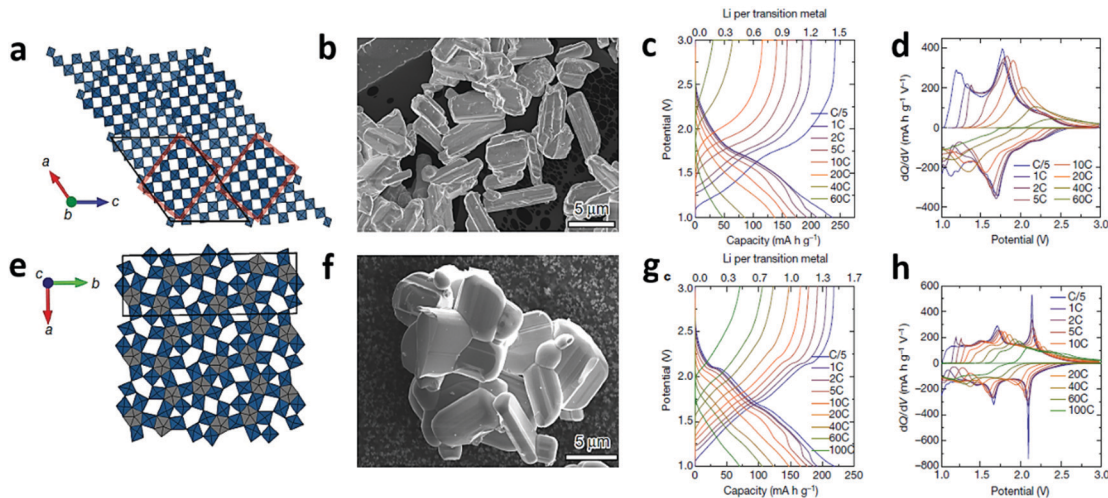 a
a
b
c
b
5 μm
c
Li per transition metal
0.0 0.3 0.6 0.9 1.2 1.5
3.0
2.5
2.0
1.5
1.0
Potential (V)
C/5
1C
2C
5C
10C
20C
40C
60C
0 50 100 150 200 250
Capacity (mA h g⁻¹)
d
400
200
0
−200
−400
dQ/dV (mA h g⁻¹ V⁻¹)
C/5
1C
2C
5C
10C
20C
40C
60C
1.0 1.5 2.0 2.5 3.0
Potential (V)
e
c
b
a
f
5 μm
g
c
Li per transition metal
0.0 0.3 0.7 1.0 1.3 1.7
3.0
2.5
2.0
1.5
1.0
Potential (V)
C/5
1C
2C
5C
10C
20C
40C
60C
100C
0 50 100 150 200 250
Capacity (mA h g⁻¹)
h
600
400
200
0
−200
−400
−600
−800
dQ/dV (mA h g⁻¹ V⁻¹)
C/5
1C
2C
5C
10C
20C
40C
60C
100C
1.0 1.5 2.0 2.5 3.0
Potential (V)